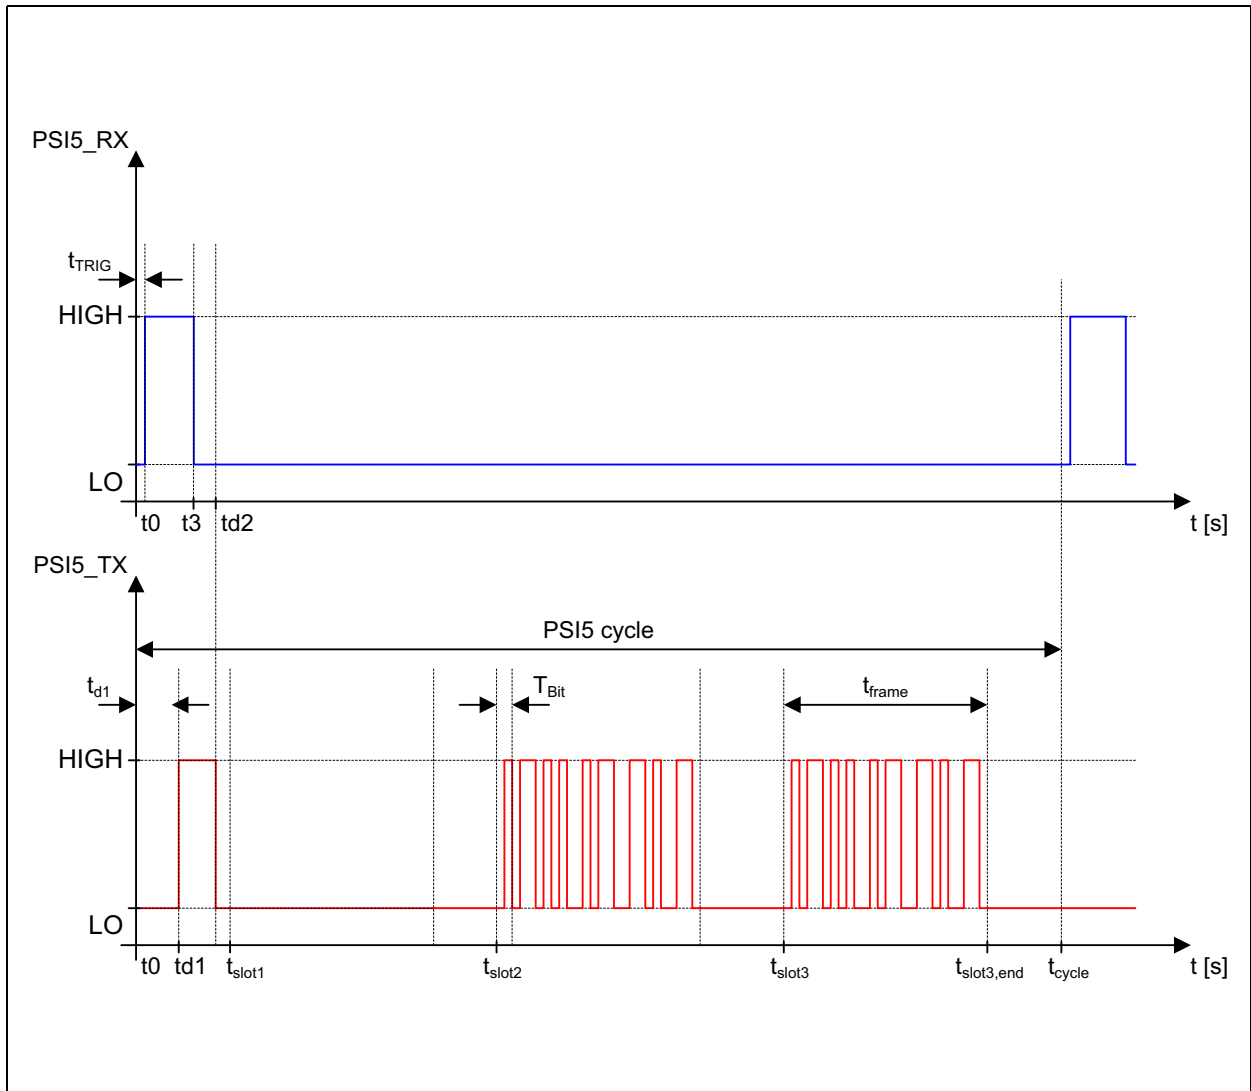 PSI5_RX
tTRIG
HIGH
LO
t0 t3 td2 t [s]
PSI5_TX
PSI5 cycle
td1 TBit tframe
HIGH
LO
t0 td1 tslot1 tslot2 tslot3 tslot3,end tcycle t [s]